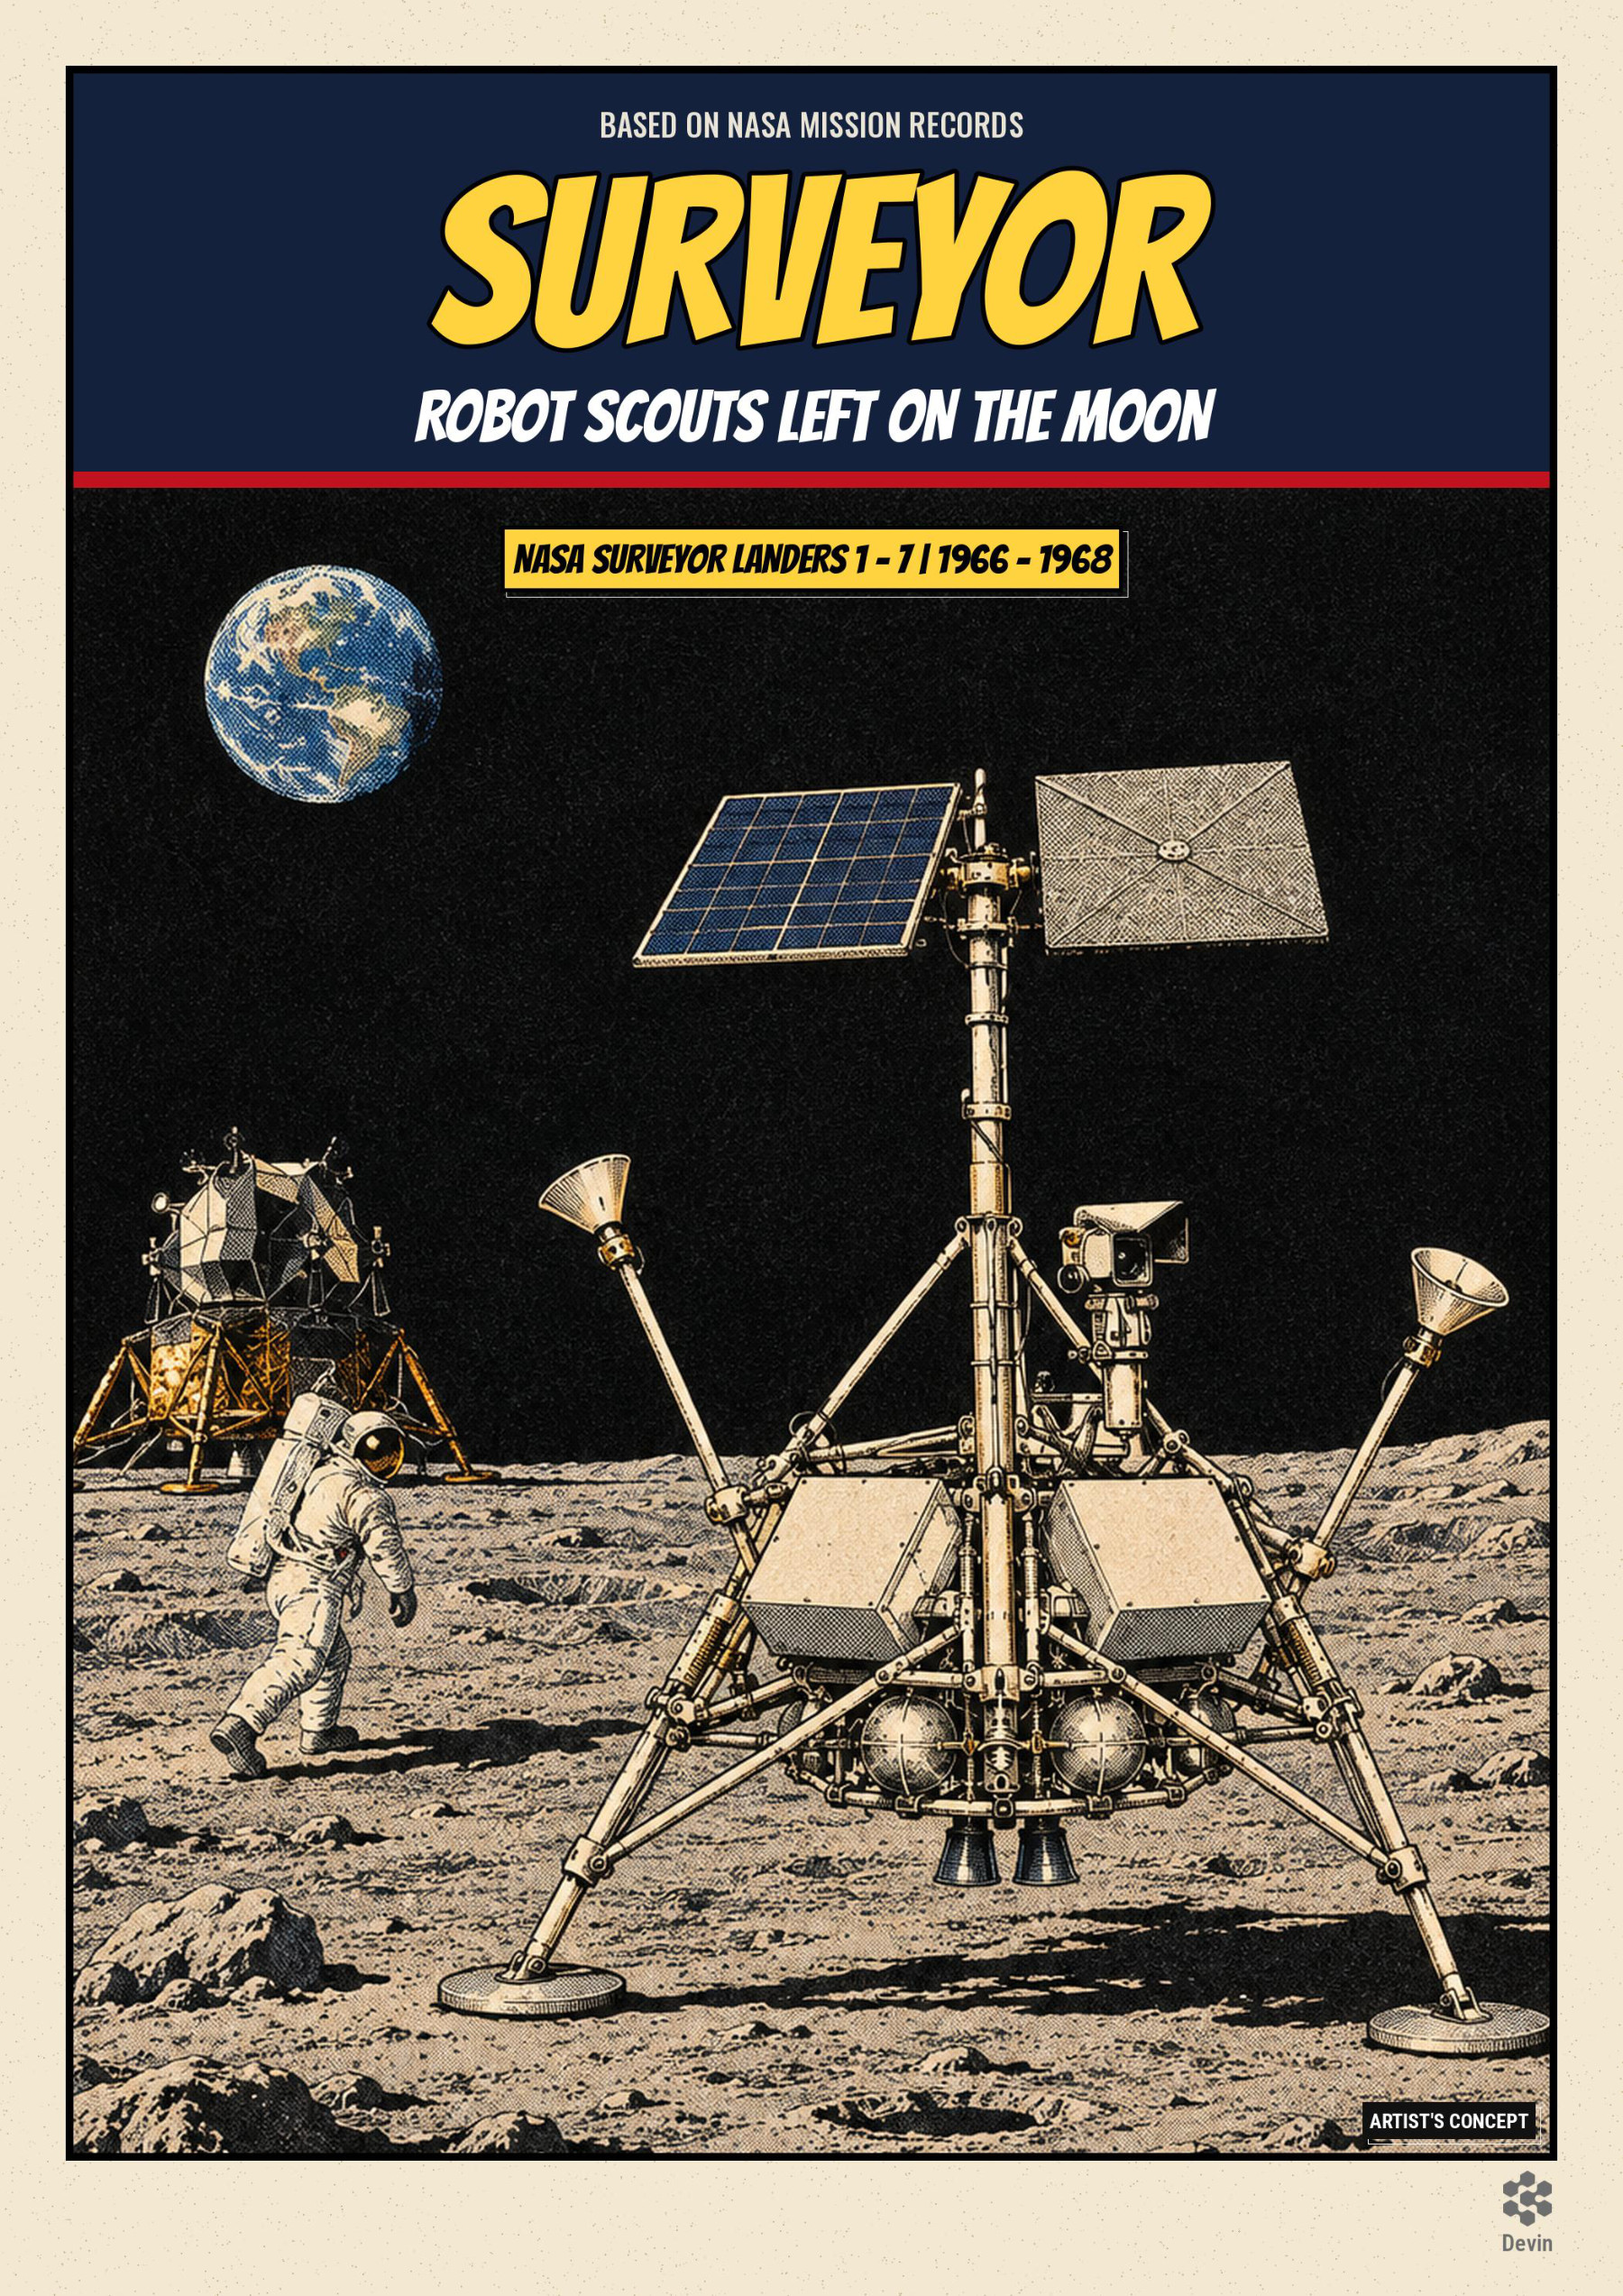 BASED ON NASA MISSION RECORDS
SURVEYOR
ROBOT SCOUTS LEFT ON THE MOON
NASA SURVEYOR LANDERS 1 - 7 | 1966 - 1968
ARTIST'S CONCEPT
Devin